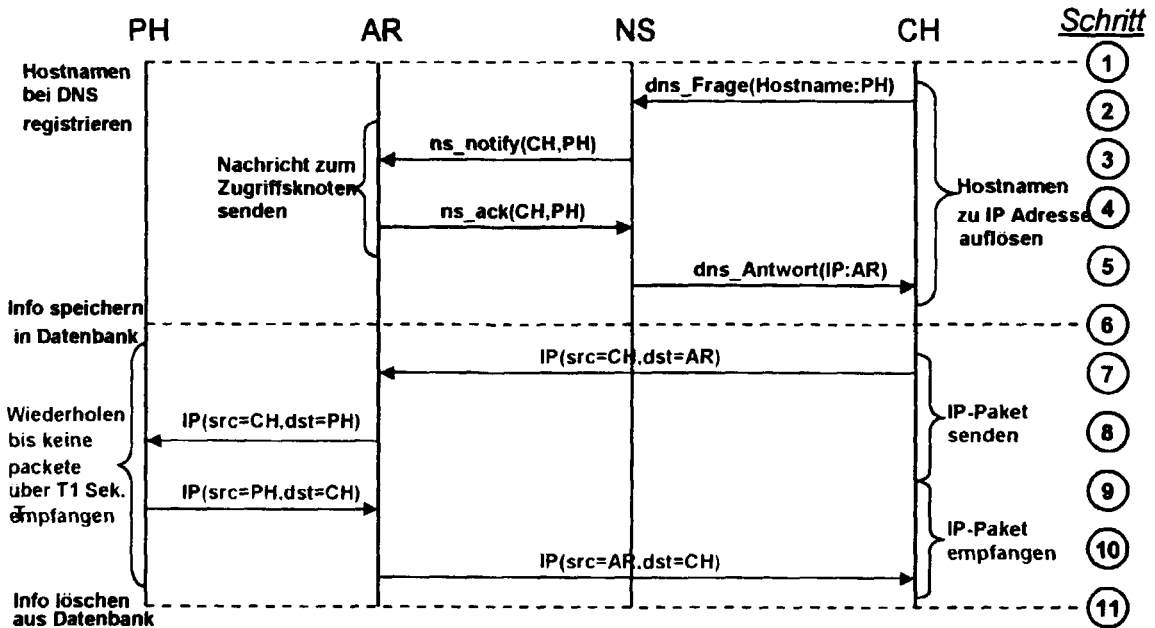 PH AR NS CH Schritt
Hostnamen
bei DNS
registrieren
1
dns_Frage(Hostname:PH)
2
ns_notify(CH,PH)
3
Nachricht zum
Zugriffsknoten
senden
ns_ack(CH,PH)
4
Hostnamen
zu IP Adresse
auflösen
dns_Antwort(IP:AR)
5
Info speichern
in Datenbank
6
IP(src=CH,dst=AR)
7
Wiederholen
bis keine
packete
über T1 Sek.
empfangen
IP(src=CH,dst=PH)
8
IP-Paket
senden
IP(src=PH,dst=CH)
9
IP-Paket
empfangen
10
IP(src=AR,dst=CH)
Info löschen
aus Datenbank
11